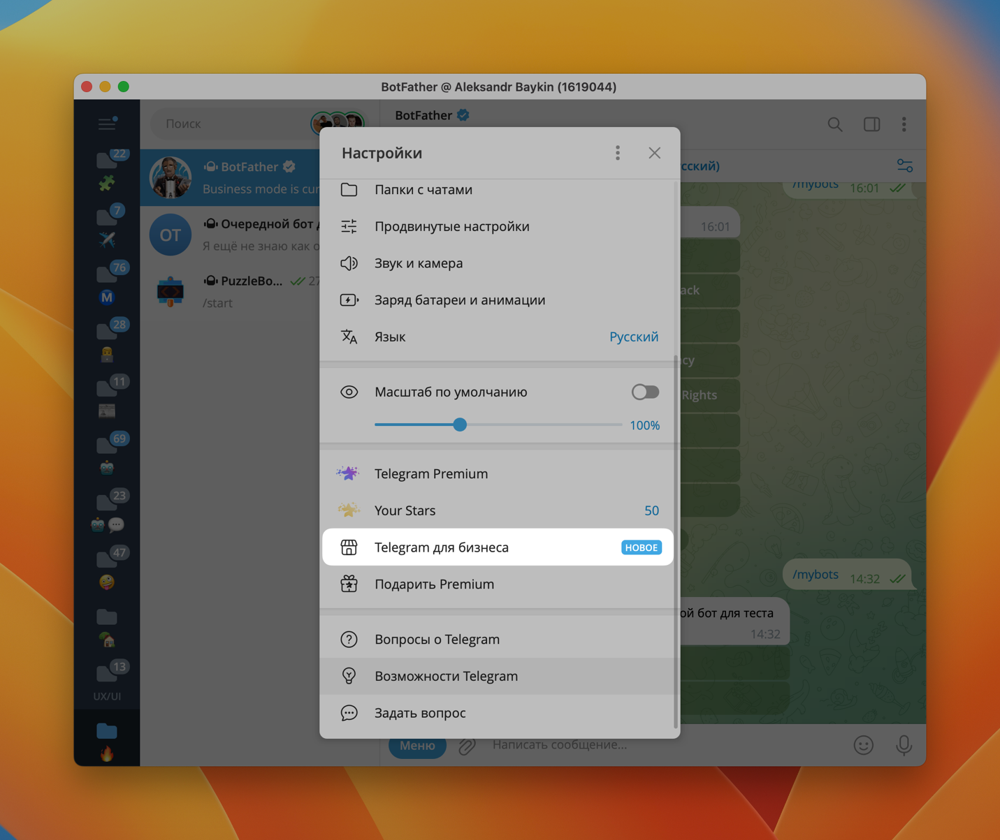 BotFather @ Aleksandr Baykin (1619044)
22
7
76
M
28
11
69
23
47
13
UX/UI
Поиск
BotFather
Business mode is cur
ОТ
Очередной бот д
Я ещё не знаю как о
PuzzleBo...
27
/start
BotFather
сский)
/mybots 16:01
16:01
ack
cy
Rights
/mybots 14:32
ой бот для теста
14:32
Меню
Написать сообщение...
Настройки
Папки с чатами
Продвинутые настройки
Звук и камера
Заряд батареи и анимации
Язык Русский
Масштаб по умолчанию
100%
Telegram Premium
Your Stars 50
Telegram для бизнеса НОВОЕ
Подарить Premium
Вопросы о Telegram
Возможности Telegram
Задать вопрос